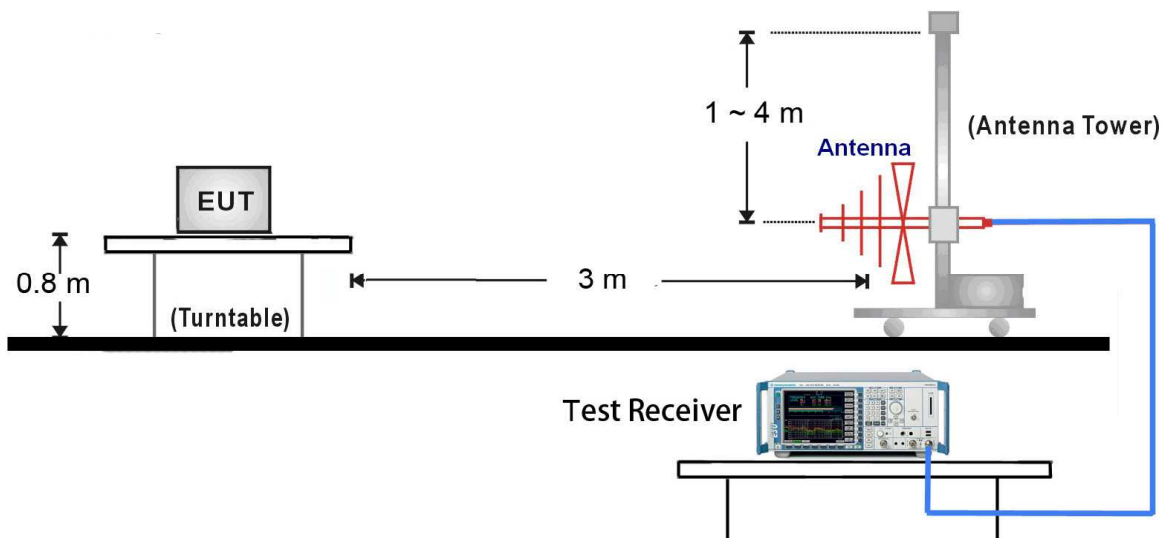 1 ~ 4 m
(Antenna Tower)
Antenna
EUT
0.8 m
3 m
(Turntable)
Test Receiver